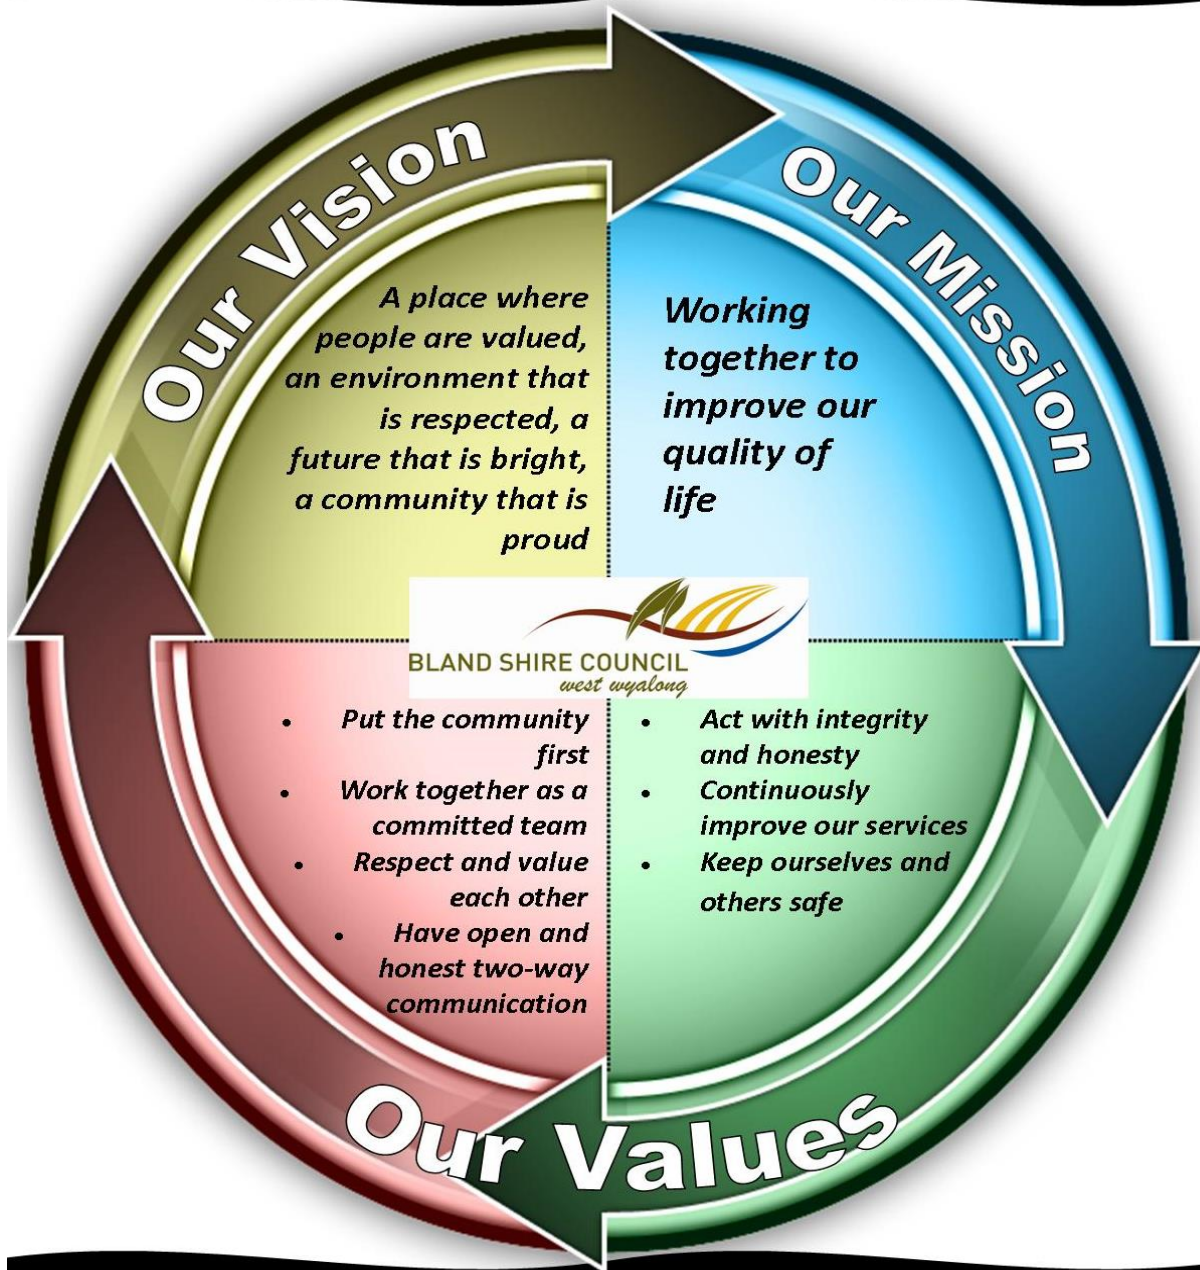 Our Vision
A place where
people are valued,
an environment that
is respected, a
future that is bright,
a community that is
proud
Our Mission
Working
together to
improve our
quality of
life
BLAND SHIRE COUNCIL
west wyalong
• Put the community
first
• Work together as a
committed team
• Respect and value
each other
• Have open and
honest two-way
communication
• Act with integrity
and honesty
• Continuously
improve our services
• Keep ourselves and
others safe
Our Values